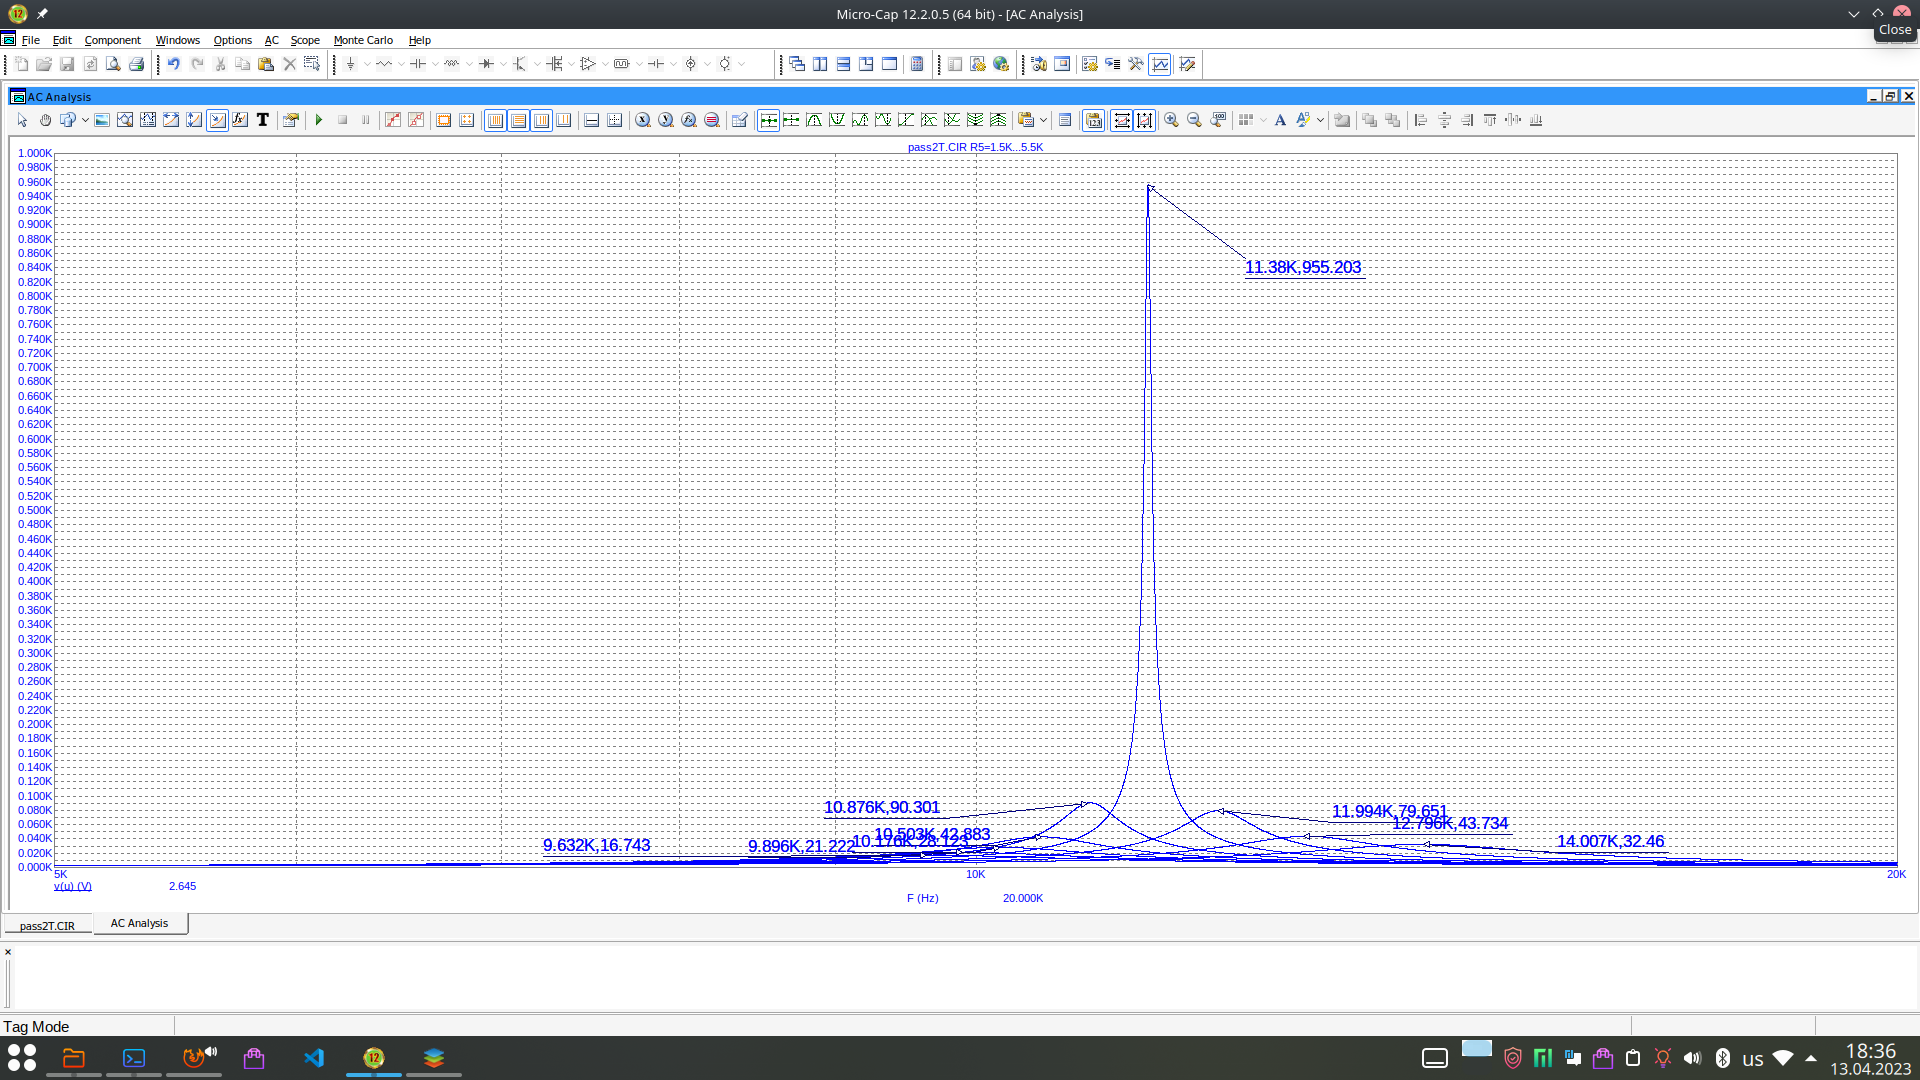 Micro-Cap 12.2.0.5 (64 bit) - [AC Analysis]
Close
File Edit Component Windows Options AC Scope Monte Carlo Help
AC Analysis
pass2T.CIR R5=1.5K...5.5K
1.000K
0.980K
0.960K
0.940K
0.920K
0.900K
0.880K
0.860K
0.840K
0.820K
0.800K
0.780K
0.760K
0.740K
0.720K
0.700K
0.680K
0.660K
0.640K
0.620K
0.600K
0.580K
0.560K
0.540K
0.520K
0.500K
0.480K
0.460K
0.440K
0.420K
0.400K
0.380K
0.360K
0.340K
0.320K
0.300K
0.280K
0.260K
0.240K
0.220K
0.200K
0.180K
0.160K
0.140K
0.120K
0.100K
0.080K
0.060K
0.040K
0.020K
0.000K
11.38K,955.203
10.876K,90.301
11.994K,79.651
12.796K,43.734
10.503K,42.883
10.176K,28.123
14.007K,32.46
9.632K,16.743
9.896K,21.222
5K 10K 20K
v(u) (V) 2.645
F (Hz) 20.000K
pass2T.CIR AC Analysis
Tag Mode
us
18:36
13.04.2023